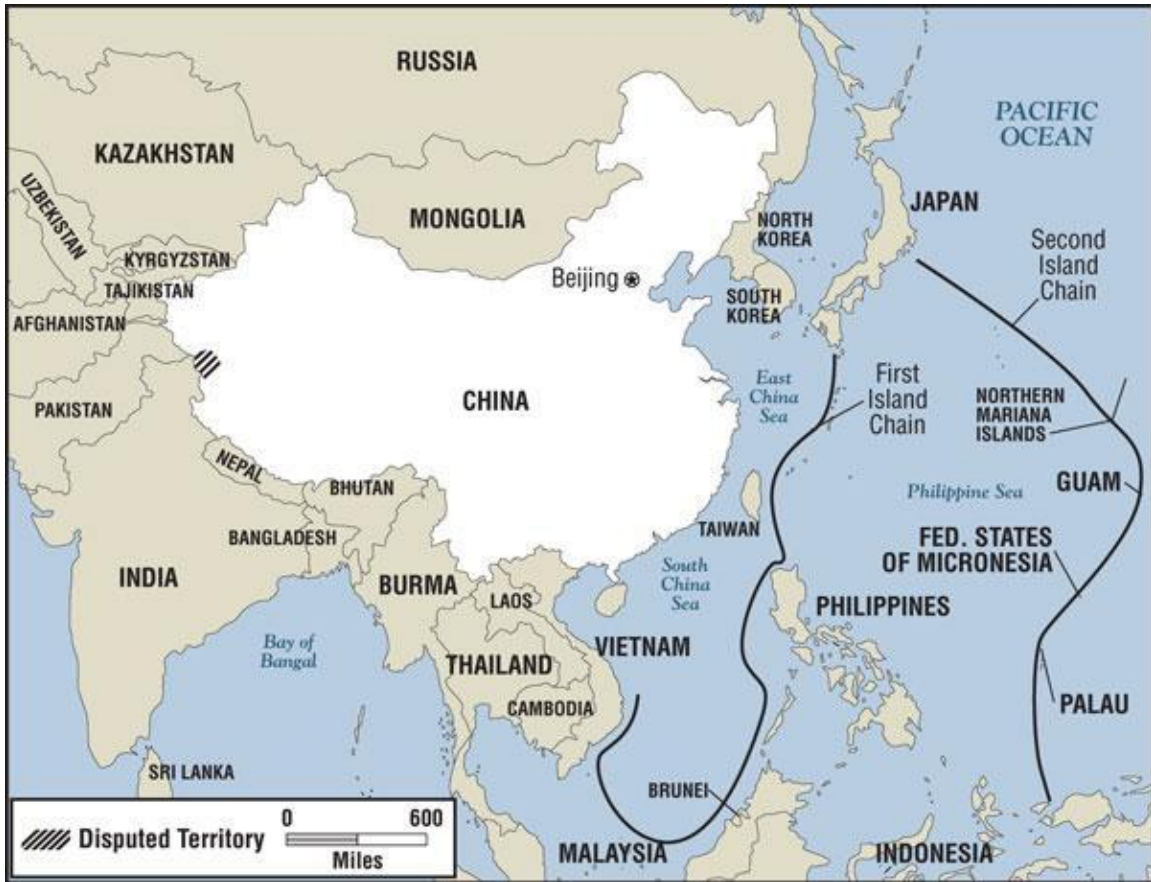 RUSSIA
PACIFIC
OCEAN
KAZAKHSTAN
UZBEKISTAN
MONGOLIA
JAPAN
NORTH
KOREA
KYRGYZSTAN
Second
Island
Chain
Beijing
TAJIKISTAN
SOUTH
KOREA
AFGHANISTAN
East
China
Sea
First
Island
Chain
CHINA
PAKISTAN
NORTHERN
MARIANA
ISLANDS
NEPAL
BHUTAN
GUAM
Philippine Sea
TAIWAN
BANGLADESH
FED. STATES
OF MICRONESIA
South
China
Sea
INDIA
BURMA
LAOS
PHILIPPINES
Bay of
Bangal
VIETNAM
THAILAND
CAMBODIA
PALAU
SRI LANKA
BRUNEI
0 600
Disputed Territory
Miles
MALAYSIA
INDONESIA